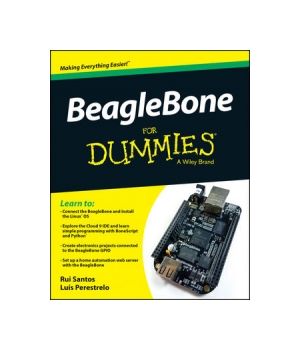 Making Everything Easier!™
BeagleBone
FOR
DUMMIES®
A Wiley Brand
Learn to:
• Connect the BeagleBone and install
the Linux® OS
• Explore the Cloud 9 IDE and learn
simple programming with BoneScript
and Python®
• Create electronics projects connected
to the BeagleBone GPIO
• Set up a home automation web server
with the BeagleBone
Rui Santos
Luís Perestrelo